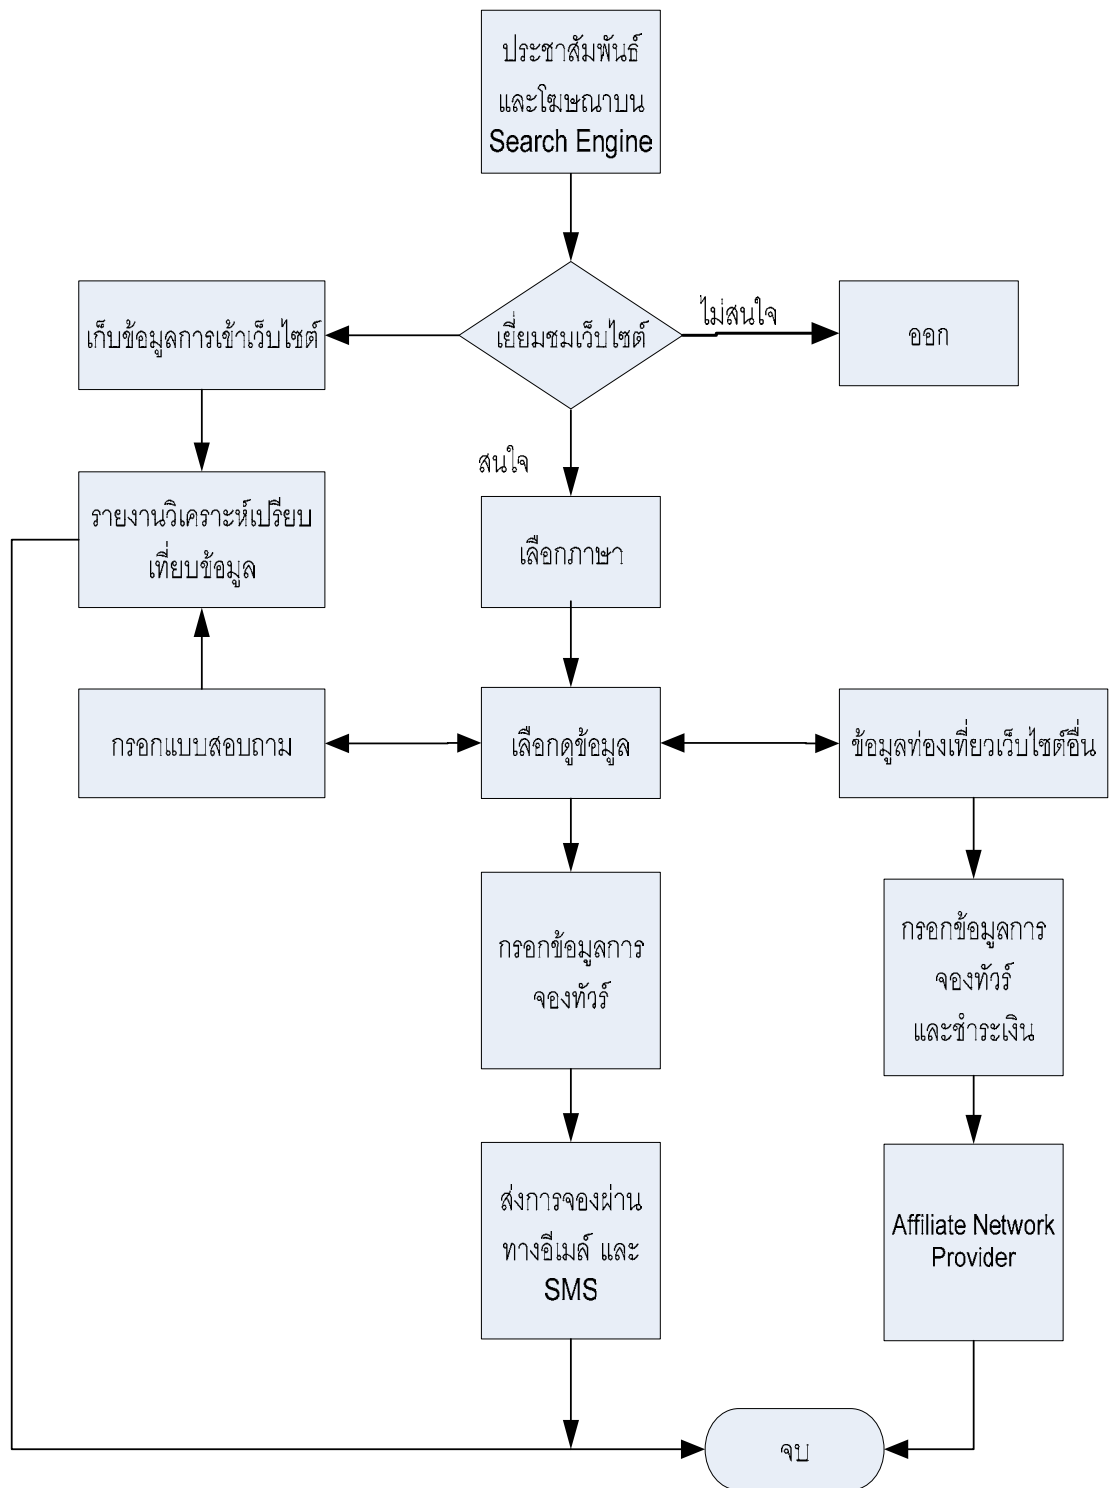 ประชาสัมพันธ์
และโฆษณาบน
Search Engine
เก็บข้อมูลการเข้าเว็บไซต์
เยี่ยมชมเว็บไซต์
ไม่สนใจ
ออก
สนใจ
รายงานวิเคราะห์เปรียบ
เที่ยบข้อมูล
เลือกภาษา
กรอกแบบสอบถาม
เลือกดูข้อมูล
ข้อมูลท่องเที่ยวเว็บไซต์อื่น
กรอกข้อมูลการ
จองทัวร์
กรอกข้อมูลการ
จองทัวร์
และชำระเงิน
ส่งการจองผ่าน
ทางอีเมล์ และ
SMS
Affiliate Network
Provider
จบ